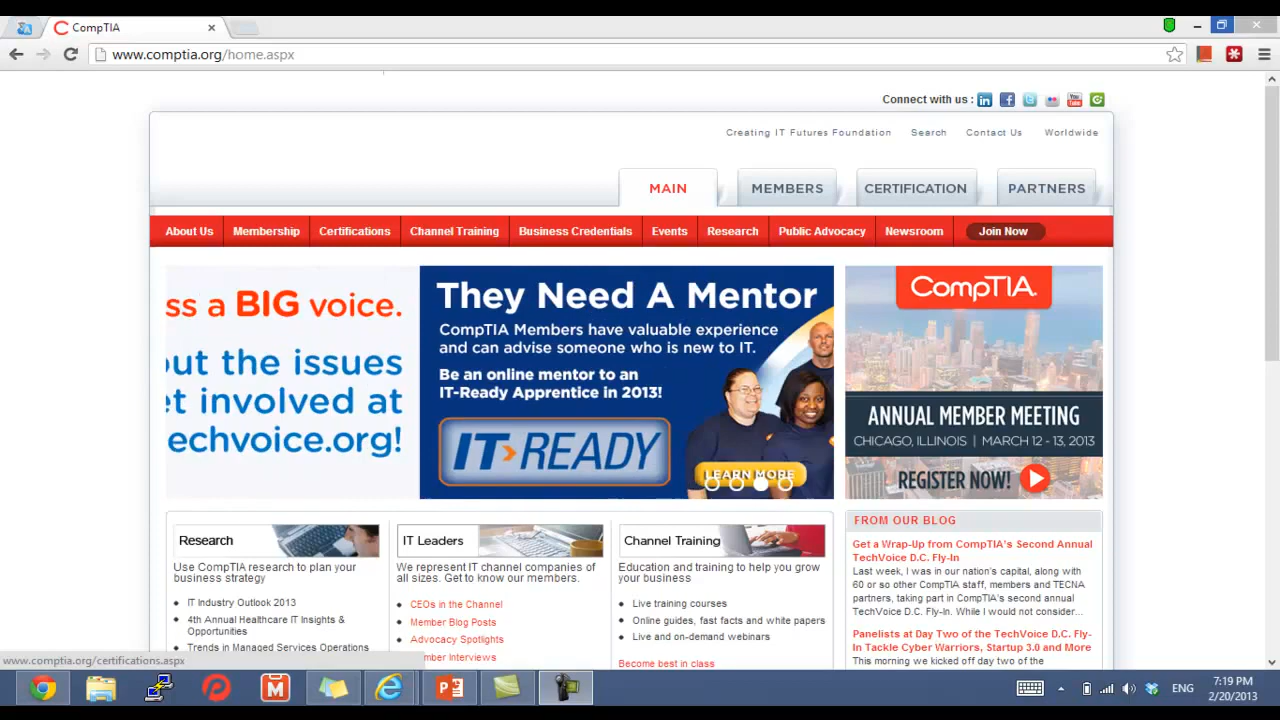 CompTIA
www.comptia.org/home.aspx
Connect with us :
Creating IT Futures Foundation Search Contact Us Worldwide
MAIN MEMBERS CERTIFICATION PARTNERS
About Us Membership Certifications Channel Training Business Credentials Events Research Public Advocacy Newsroom Join Now
ss a BIG voice.
out the issues
et involved at
techvoice.org!
They Need A Mentor
CompTIA Members have valuable experience
and can advise someone who is new to IT.
Be an online mentor to an
IT-Ready Apprentice in 2013!
IT READY
LEARN MORE
CompTIA.
ANNUAL MEMBER MEETING
CHICAGO, ILLINOIS | MARCH 12 - 13, 2013
REGISTER NOW!
Research
Use CompTIA research to plan your
business strategy
IT Industry Outlook 2013
4th Annual Healthcare IT Insights &
Opportunities
Trends in Managed Services Operations
IT Leaders
We represent IT channel companies of
all sizes. Get to know our members.
CEOs in the Channel
Member Blog Posts
Advocacy Spotlights
mber Interviews
Channel Training
Education and training to help you grow
your business
Live training courses
Online guides, fast facts and white papers
Live and on-demand webinars
Become best in class
FROM OUR BLOG
Get a Wrap-Up from CompTIA's Second Annual
TechVoice D.C. Fly-In
Last week, I was in our nation's capital, along with
60 or so other CompTIA staff, members and TECNA
partners, taking part in CompTIA's second annual
TechVoice D.C. Fly-In. While I would not consider...
Panelists at Day Two of the TechVoice D.C. Fly-
In Tackle Cyber Warriors, Startup 3.0 and More
This morning we kicked off day two of the
www.comptia.org/certifications.aspx
ENG
7:19 PM
2/20/2013